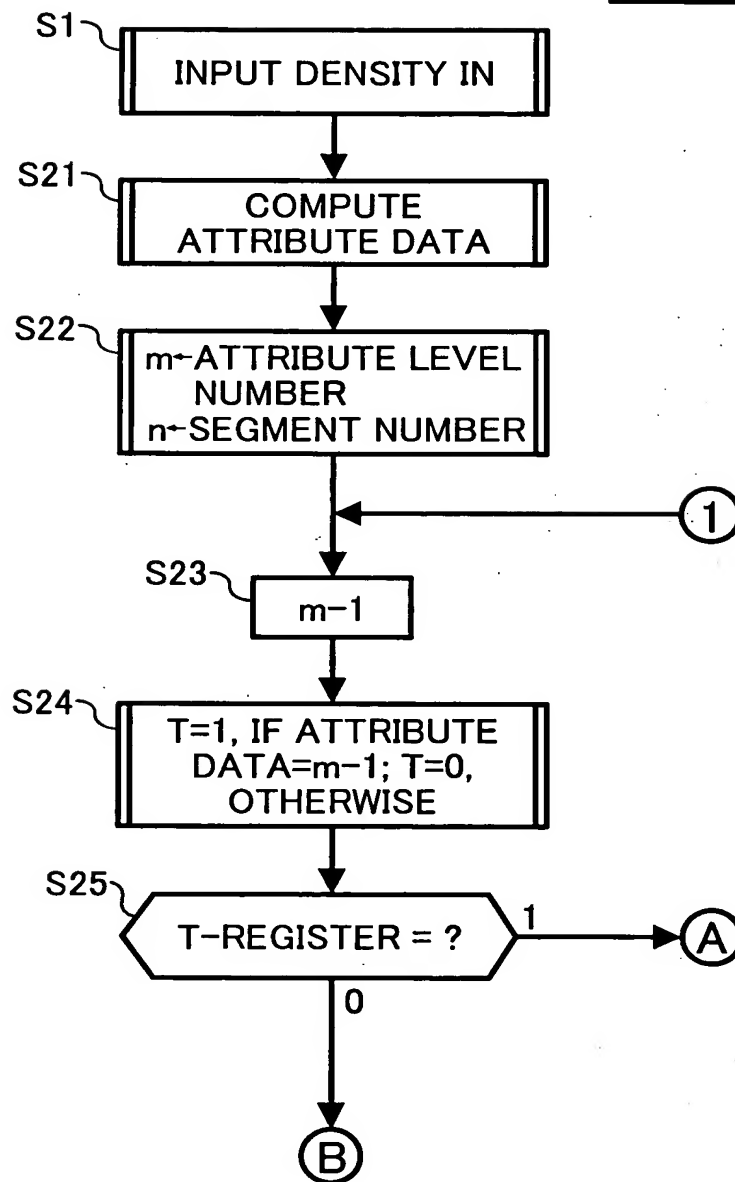 S1
INPUT DENSITY IN
S21
COMPUTE
ATTRIBUTE DATA
S22
m←ATTRIBUTE LEVEL
NUMBER
n←SEGMENT NUMBER
1
S23
m-1
S24
T=1, IF ATTRIBUTE
DATA=m-1; T=0,
OTHERWISE
S25
T-REGISTER = ?
1
A
0
B